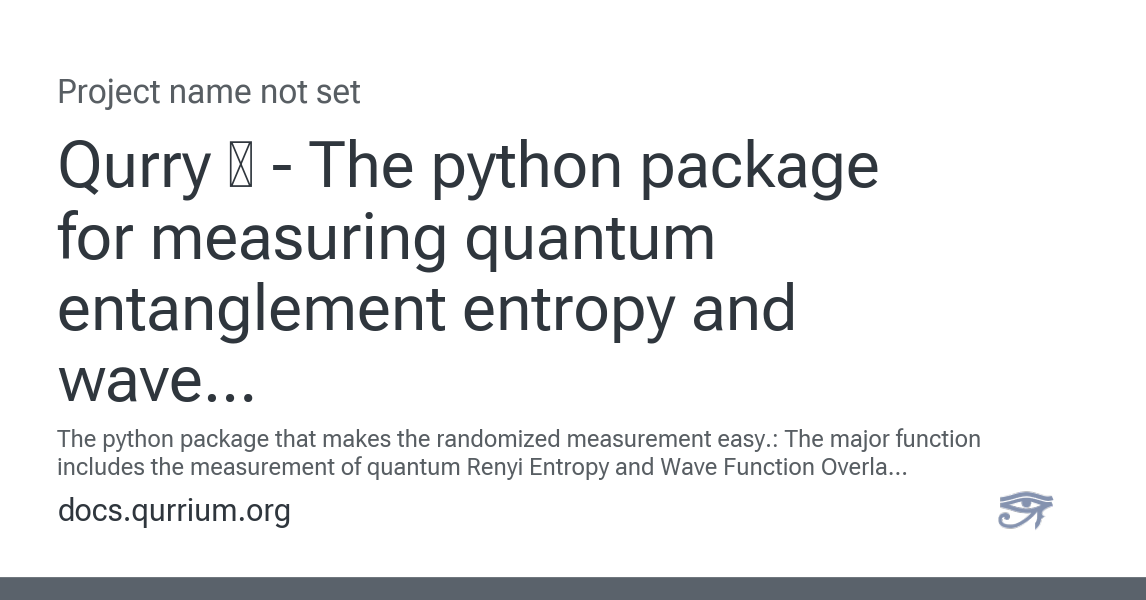 Project name not set
Qurry - The python package
for measuring quantum
entanglement entropy and
wave...
The python package that makes the randomized measurement easy.: The major function
includes the measurement of quantum Renyi Entropy and Wave Function Overla...
docs.qurrium.org